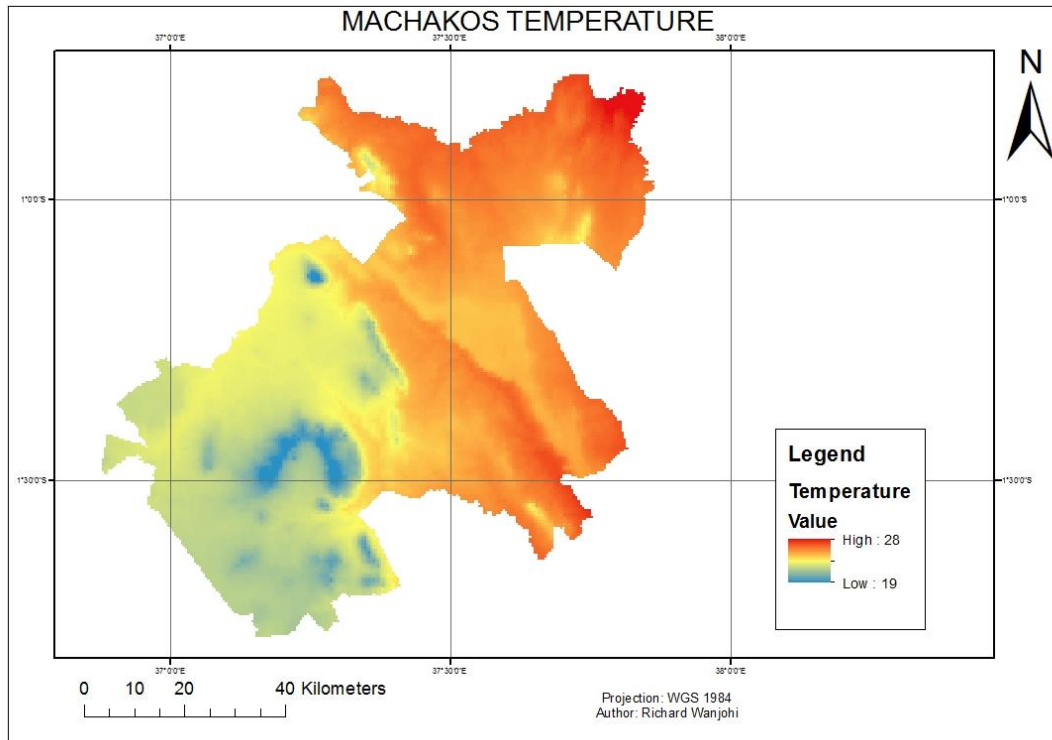 MACHAKOS TEMPERATURE
37°0'0"E
37°30'0"E
38°0'0"E
N
1°0'0"S
1°0'0"S
1°30'0"S
1°30'0"S
Legend
Temperature
Value
High : 28
Low : 19
37°0'0"E
37°30'0"E
38°0'0"E
0 10 20 40 Kilometers
Projection: WGS 1984
Author: Richard Wanjohi